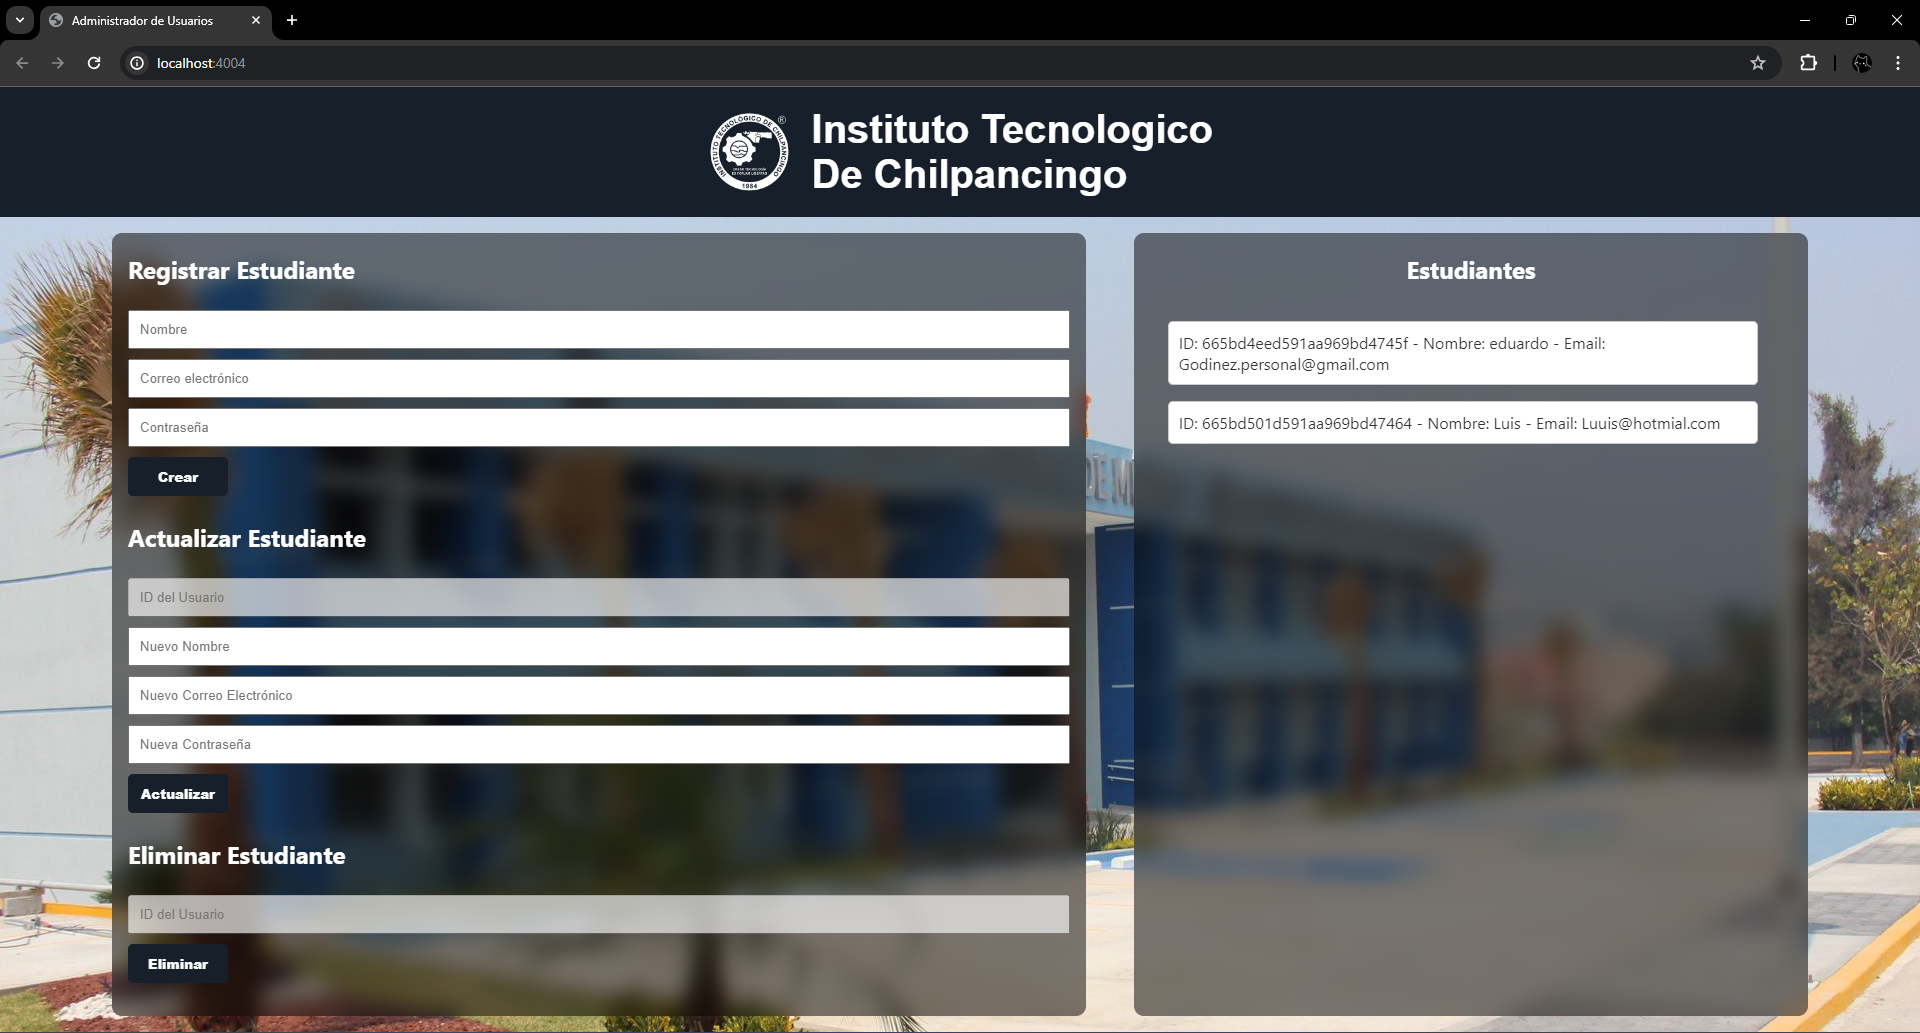 Administrador de Usuarios
localhost:4004
INSTITUTO TECNOLÓGICO DE CHILPANCINGO
®
1984
Instituto Tecnologico
De Chilpancingo
Registrar Estudiante
Nombre
Correo electrónico
Contraseña
Crear
Actualizar Estudiante
ID del Usuario
Nuevo Nombre
Nuevo Correo Electrónico
Nueva Contraseña
Actualizar
Eliminar Estudiante
ID del Usuario
Eliminar
Estudiantes
ID: 665bd4eed591aa969bd4745f - Nombre: eduardo - Email:
Godinez.personal@gmail.com
ID: 665bd501d591aa969bd47464 - Nombre: Luis - Email: Luuis@hotmial.com